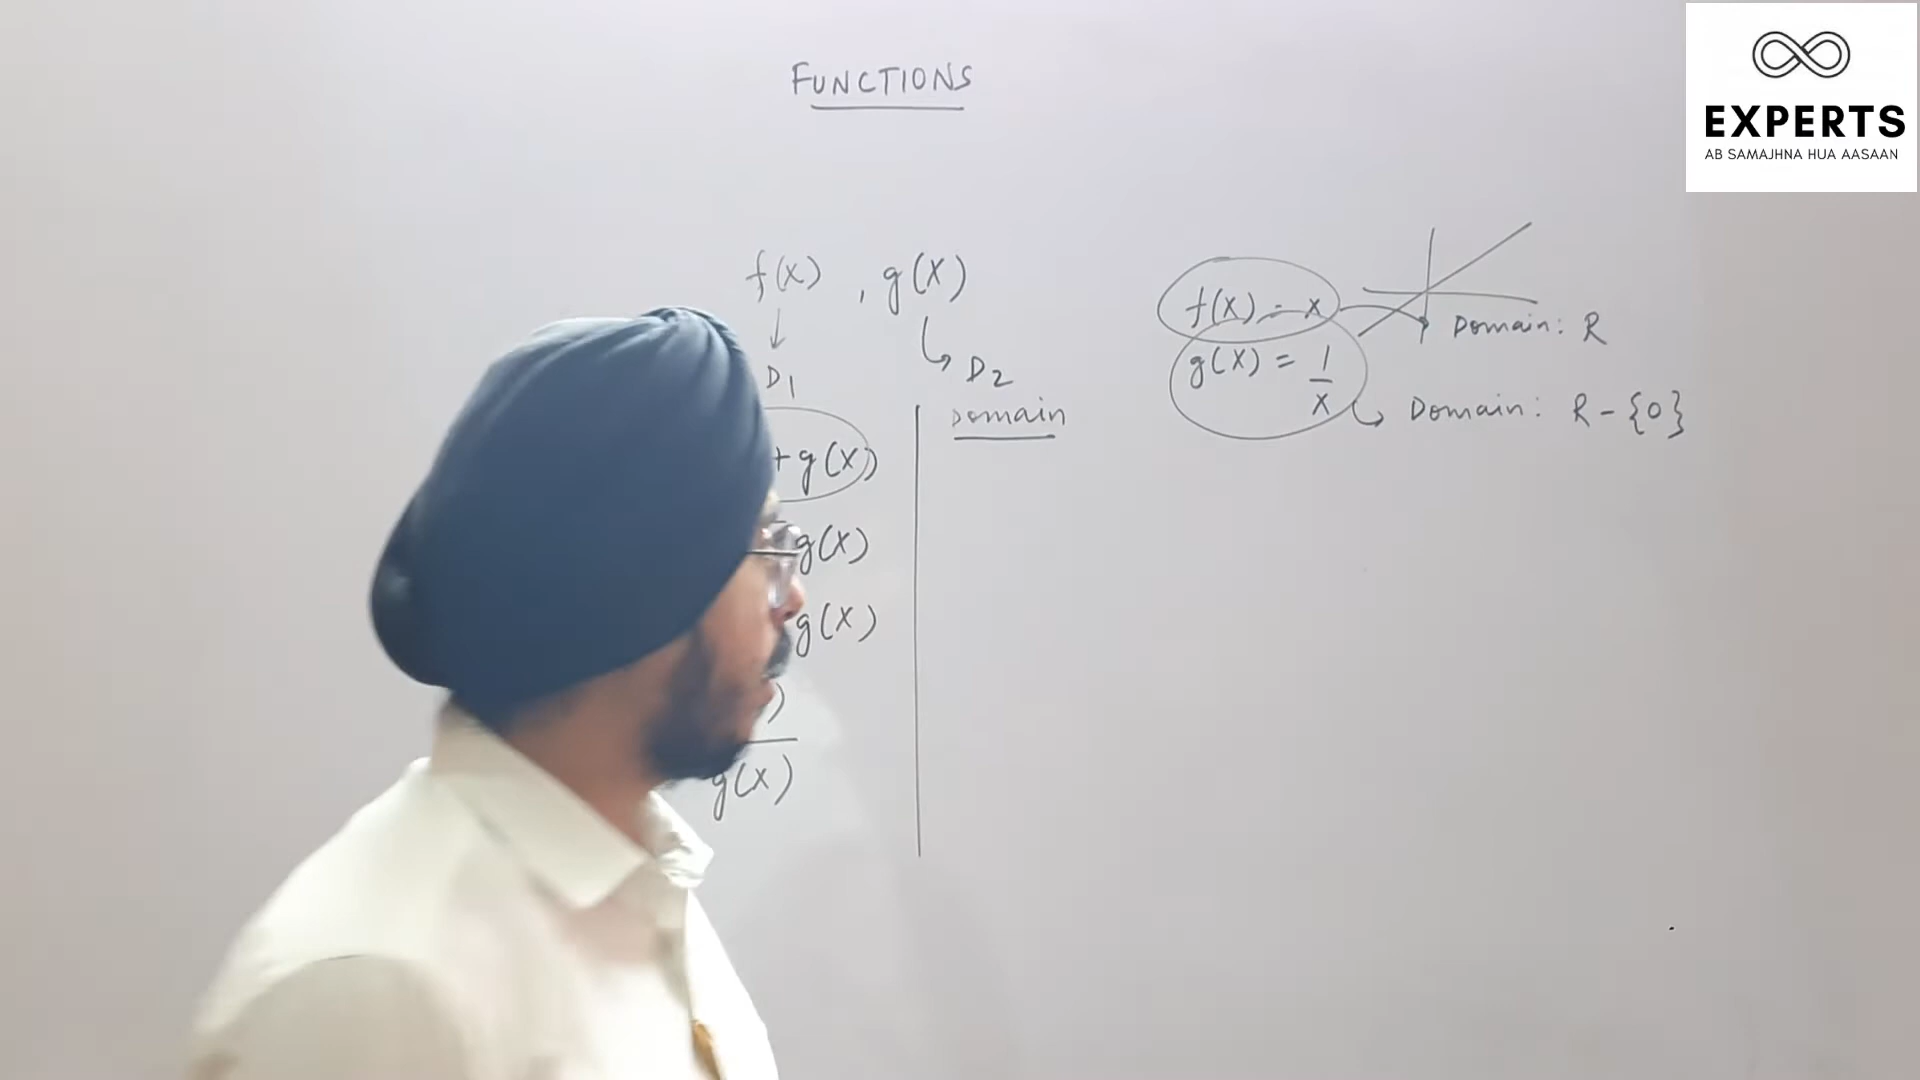 EXPERTS
AB SAMAJHNA HUA AASAAN
FUNCTIONS
f(x) , g(x)
D1
D2
Domain
+ g(x)
g(x)
g(x)
)
g(x)
f(x) = x
Domain: R
g(x) = 1/x
Domain: R - {0}